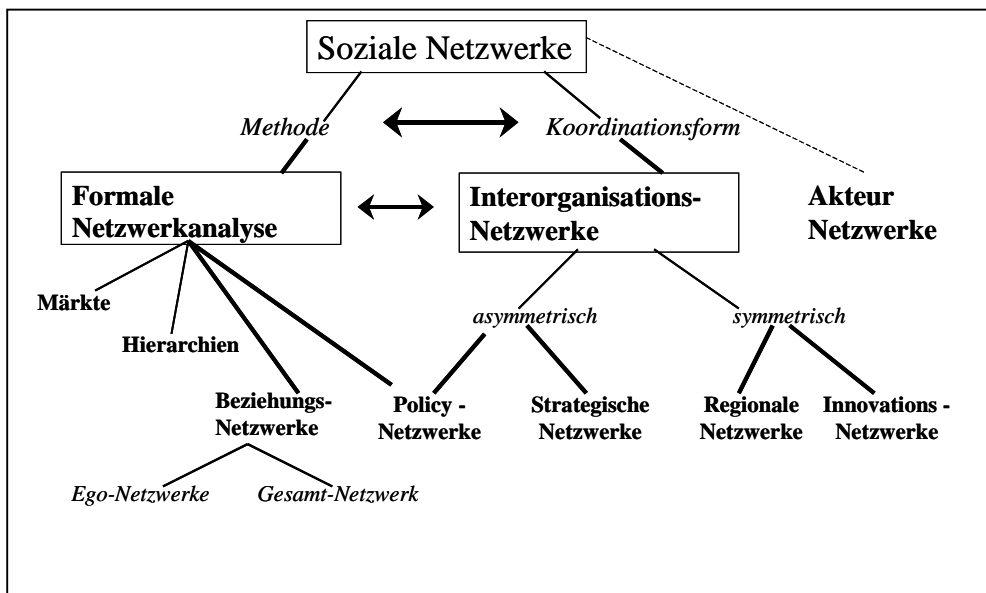 Soziale Netzwerke
Methode
Koordinationsform
Formale
Netzwerkanalyse
Interorganisations-
Netzwerke
Akteur
Netzwerke
Märkte
Hierarchien
asymmetrisch
symmetrisch
Beziehungs-
Netzwerke
Policy -
Netzwerke
Strategische
Netzwerke
Regionale
Netzwerke
Innovations -
Netzwerke
Ego-Netzwerke
Gesamt-Netzwerk